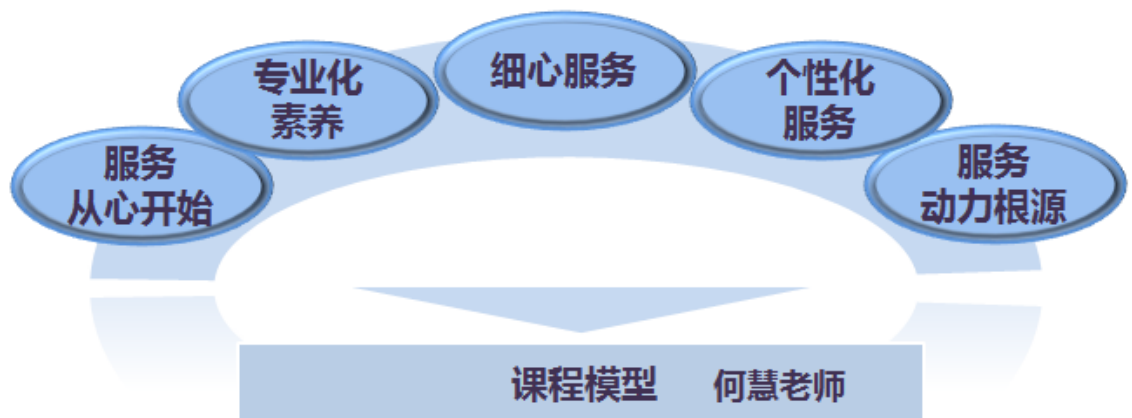 服务
从心开始
专业化
素养
细心服务
个性化
服务
服务
动力根源
课程模型 何慧老师